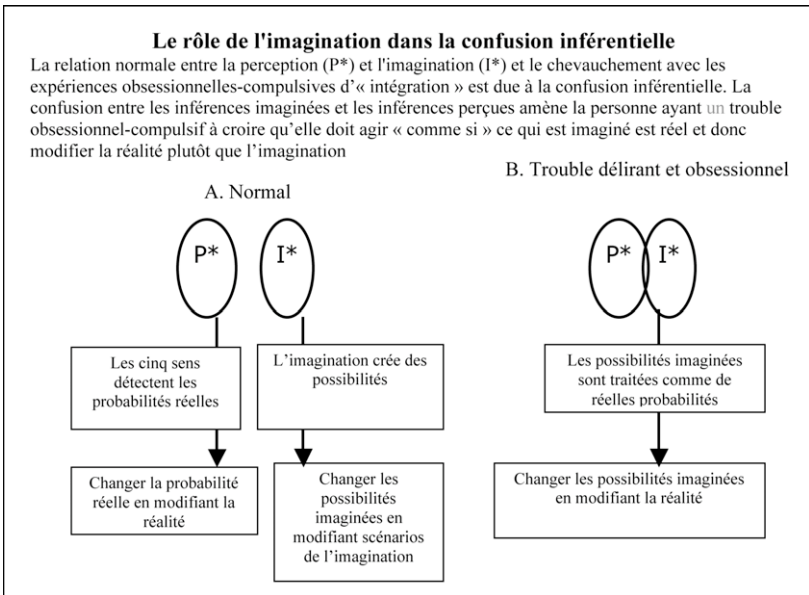 Le rôle de l'imagination dans la confusion inférentielle
La relation normale entre la perception (P*) et l'imagination (I*) et le chevauchement avec les
expériences obsessionnelles-compulsives d'« intégration » est due à la confusion inférentielle. La
confusion entre les inférences imaginées et les inférences perçues amène la personne ayant un trouble
obsessionnel-compulsif à croire qu'elle doit agir « comme si » ce qui est imaginé est réel et donc
modifier la réalité plutôt que l'imagination
A. Normal
P*
I*
Les cinq sens
détectent les
probabilités réelles
L'imagination crée des
possibilités
Changer la probabilité
réelle en modifiant la
réalité
Changer les
possibilités
imaginées en
modifiant scénarios
de l'imagination
B. Trouble délirant et obsessionnel
P*
I*
Les possibilités imaginées
sont traitées comme de
réelles probabilités
Changer les possibilités imaginées
en modifiant la réalité